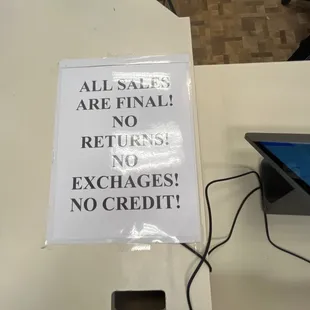 ALL SALES
ARE FINAL!
NO
RETURNS!
NO
EXCHAGES!
NO CREDIT!